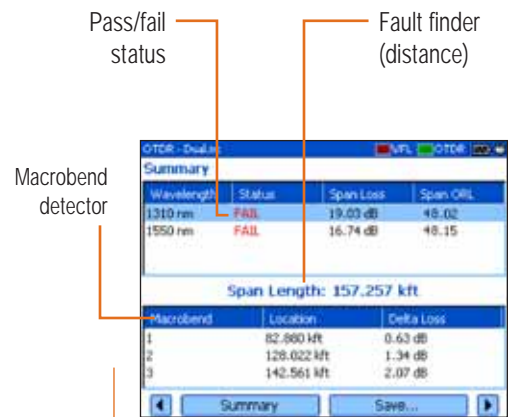 Pass/fail
status
Fault finder
(distance)
Macrobend
detector
OTDR - Dual.tr
VFL OTDR
Summary
Wavelength Status Span Loss Span ORL
1310 nm FAIL 19.03 dB 48.02
1550 nm FAIL 16.74 dB 48.15
Span Length: 157.257 kft
Macrobend Location Delta Loss
1 82.880 kft 0.63 dB
2 128.022 kft 1.34 dB
3 142.561 kft 2.07 dB
Summary Save...